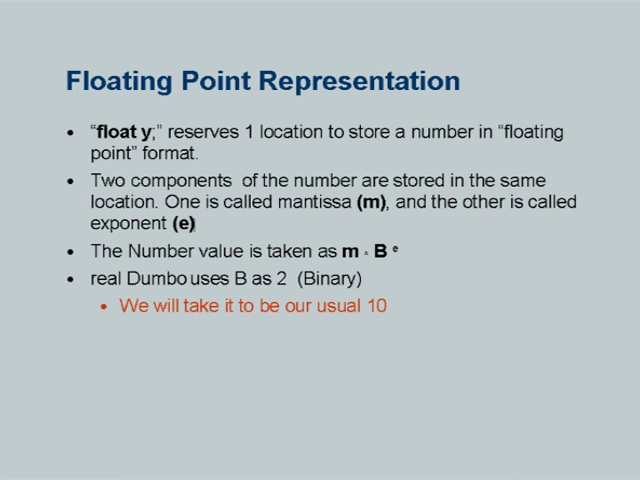 Floating Point Representation
• “float y;” reserves 1 location to store a number in “floating
point” format.
• Two components of the number are stored in the same
location. One is called mantissa (m), and the other is called
exponent (e)
• The Number value is taken as m * B e
• real Dumbo uses B as 2 (Binary)
• We will take it to be our usual 10